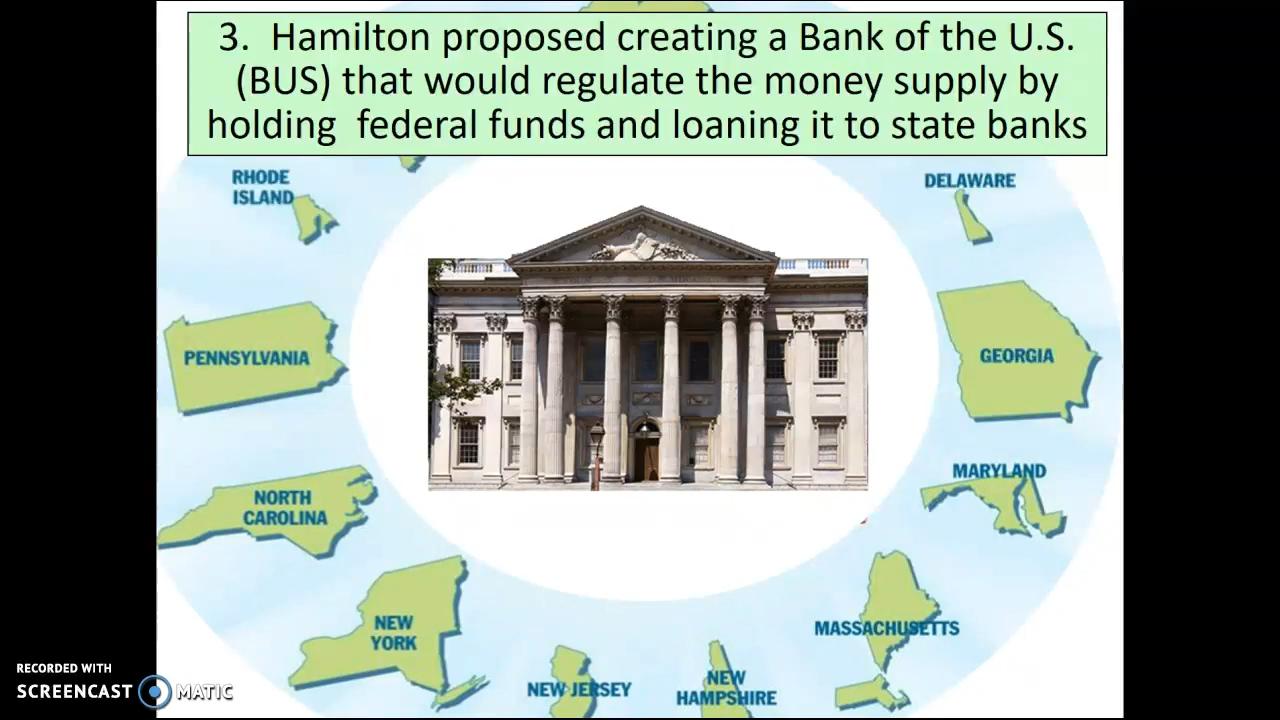 3. Hamilton proposed creating a Bank of the U.S.
(BUS) that would regulate the money supply by
holding federal funds and loaning it to state banks
RHODE
ISLAND
DELAWARE
PENNSYLVANIA
GEORGIA
MARYLAND
NORTH
CAROLINA
NEW
YORK
MASSACHUSETTS
NEW JERSEY
NEW
HAMPSHIRE
RECORDED WITH
SCREENCAST MATIC